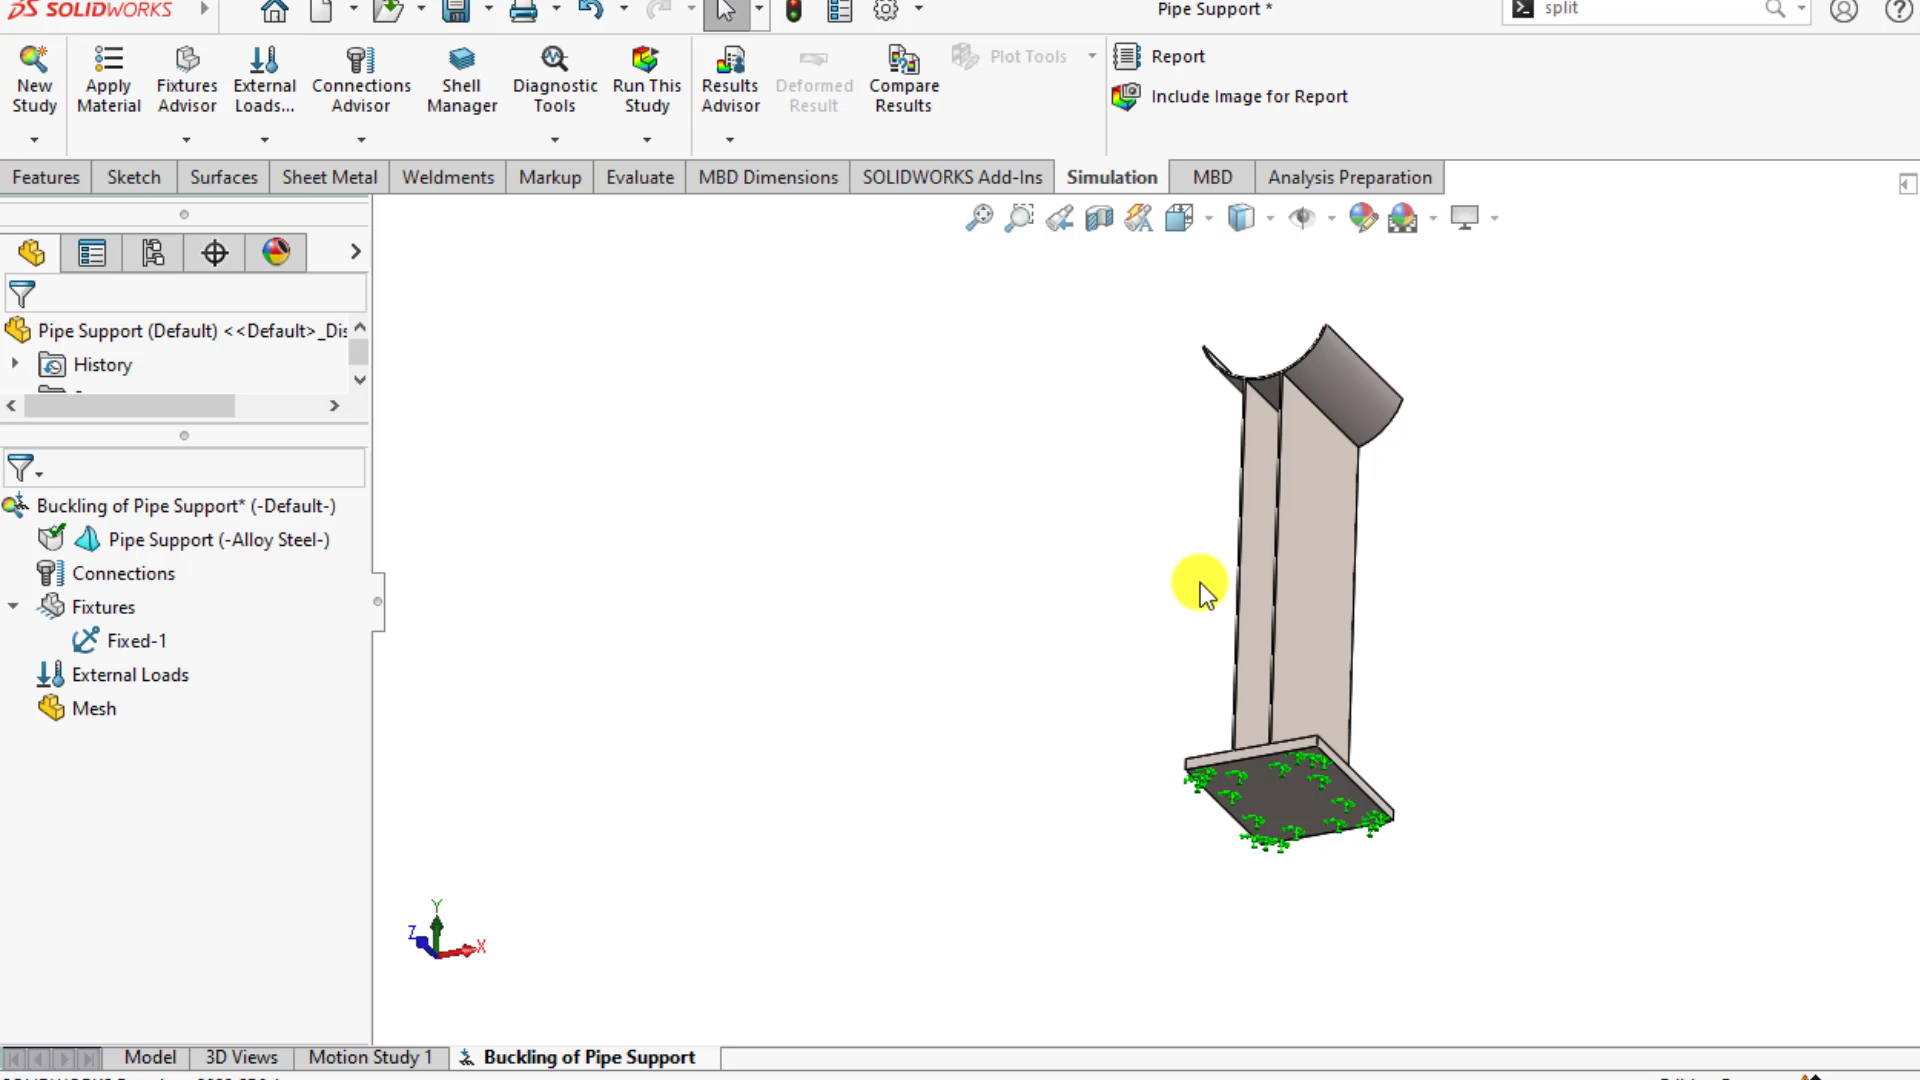 SOLIDWORKS
Pipe Support *
split
New Study
Apply Material
Fixtures Advisor
External Loads...
Connections Advisor
Shell Manager
Diagnostic Tools
Run This Study
Results Advisor
Deformed Result
Compare Results
Plot Tools
Report
Include Image for Report
Features
Sketch
Surfaces
Sheet Metal
Weldments
Markup
Evaluate
MBD Dimensions
SOLIDWORKS Add-Ins
Simulation
MBD
Analysis Preparation
Pipe Support (Default) <<Default>_Dis
History
Buckling of Pipe Support* (-Default-)
Pipe Support (-Alloy Steel-)
Connections
Fixtures
Fixed-1
External Loads
Mesh
Y
Z
X
Model
3D Views
Motion Study 1
Buckling of Pipe Support